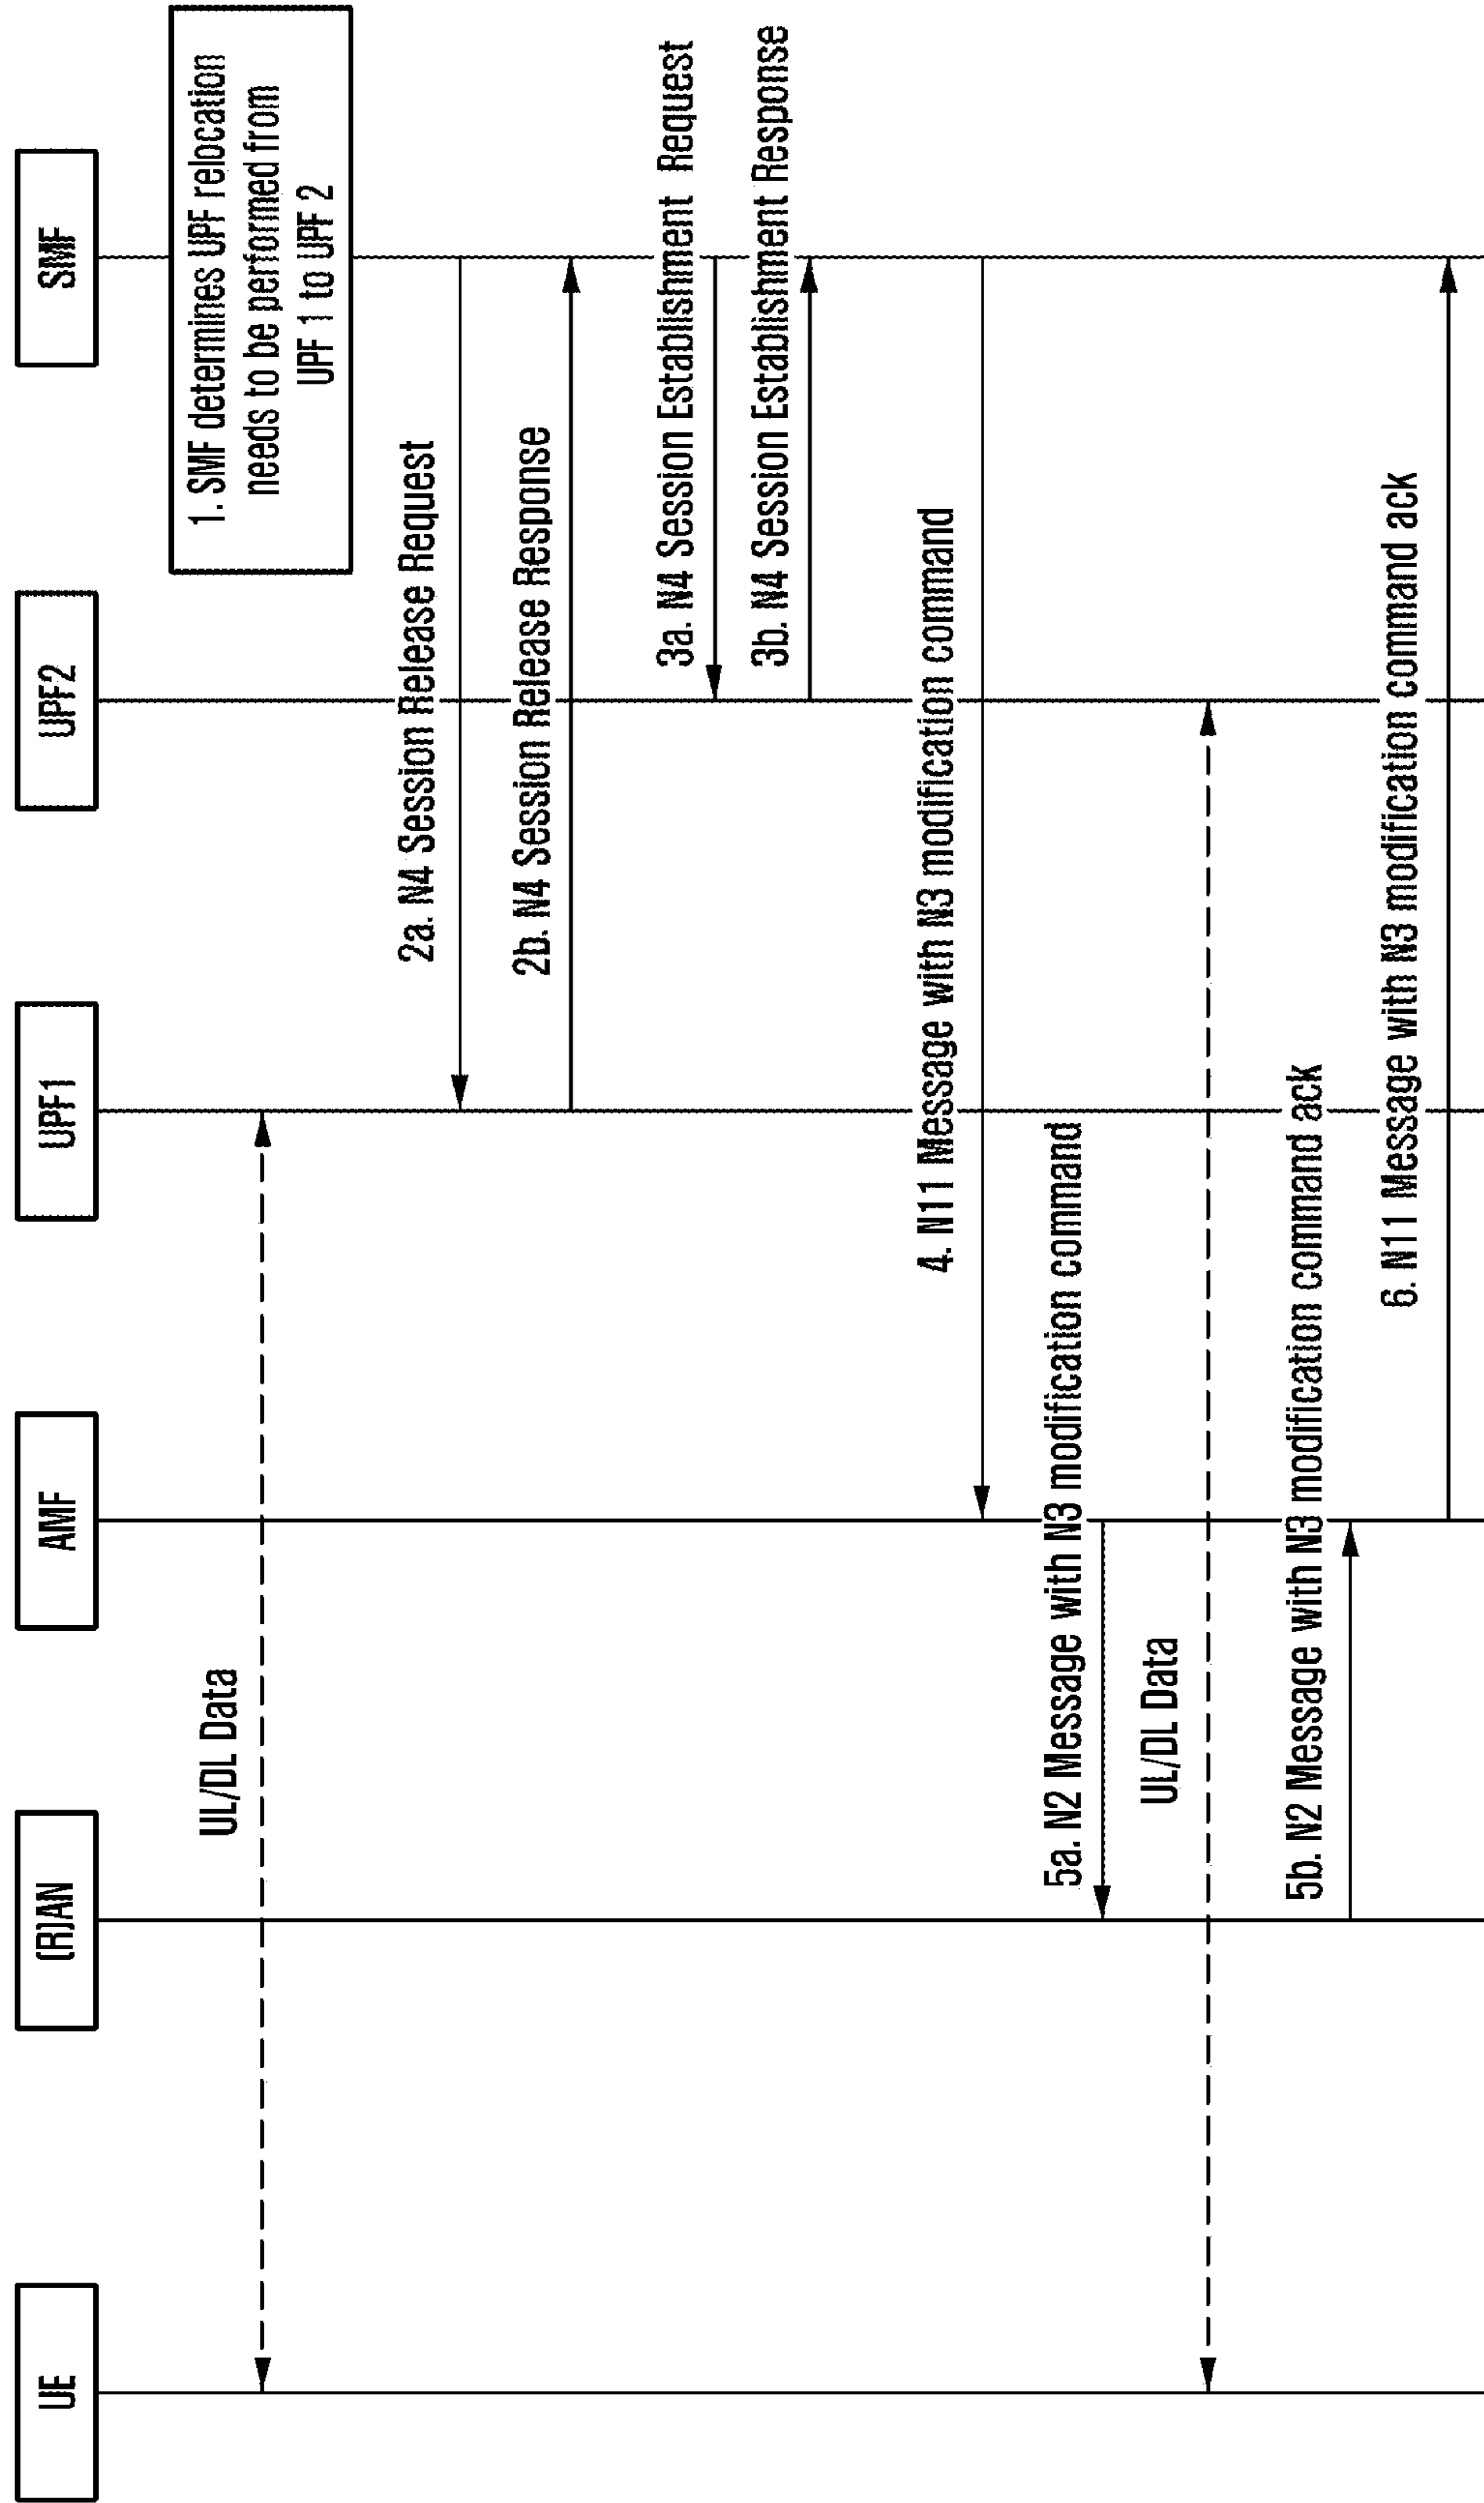 UE
(R)AN
AMF
UPF1
UPF2
SMF
1. SMF determines UPF relocation
needs to be performed from
UPF 1 to UPF 2
UL/DL Data
2a. N4 Session Release Request
2b. N4 Session Release Response
3a. N4 Session Establishment Request
3b. N4 Session Establishment Response
4. N11 Message with N3 modification command
5a. N2 Message with N3 modification command
UL/DL Data
5b. N2 Message with N3 modification command ack
6. N11 Message with N3 modification command ack